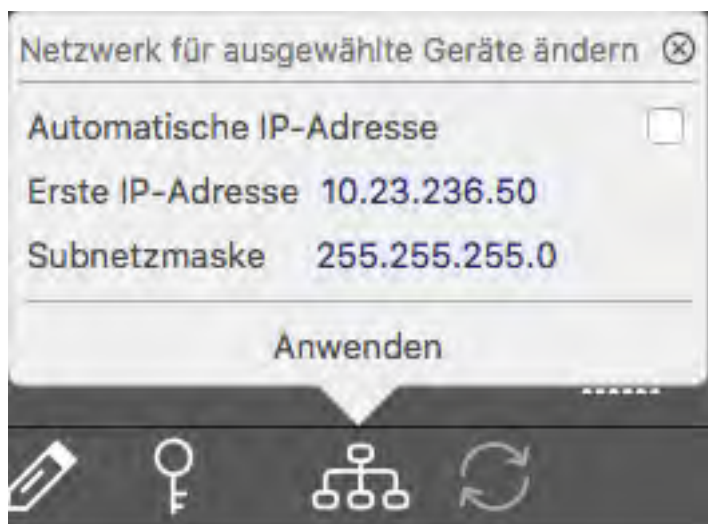 Netzwerk für ausgewählte Geräte ändern
Automatische IP-Adresse
Erste IP-Adresse 10.23.236.50
Subnetzmaske 255.255.255.0
Anwenden